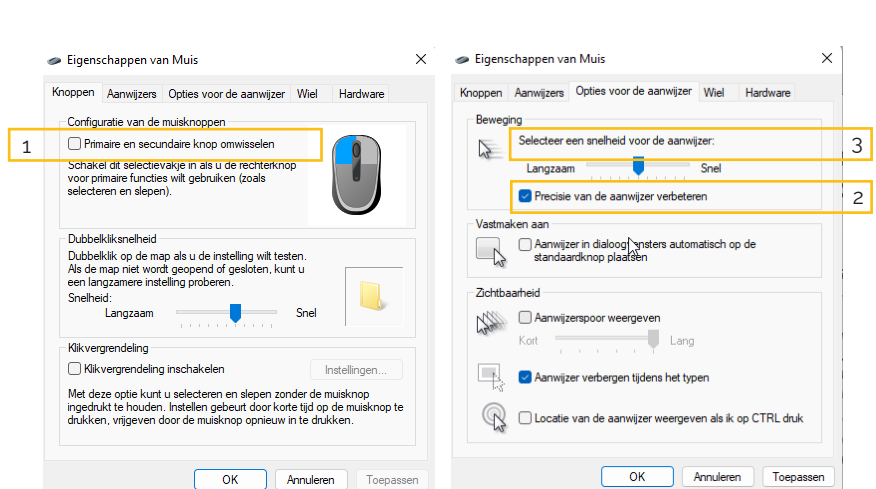 Eigenschappen van Muis
Knoppen Aanwijzers Opties voor de aanwijzer Wiel Hardware
Configuratie van de muisknoppen
1
Primaire en secundaire knop omwisselen
Schakel dit selectievakje in als u de rechterknop
voor primaire functies wilt gebruiken (zoals
selecteren en slepen).
Dubbelkliksnelheid
Dubbelklik op de map als u de instelling wilt testen.
Als de map niet wordt geopend of gesloten, kunt u
een langzamere instelling proberen.
Snelheid:
Langzaam Snel
Klikvergrendeling
Klikvergrendeling inschakelen Instellingen...
Met deze optie kunt u selecteren en slepen zonder de muisknop
ingedrukt te houden. Instellen gebeurt door korte tijd op de muisknop te
drukken, vrijgeven door de muisknop opnieuw in te drukken.
OK Annuleren Toepassen
Eigenschappen van Muis
Knoppen Aanwijzers Opties voor de aanwijzer Wiel Hardware
Beweging
Selecteer een snelheid voor de aanwijzer: 3
Langzaam Snel
Precisie van de aanwijzer verbeteren 2
Vastmaken aan
Aanwijzer in dialoogvensters automatisch op de
standaardknop plaatsen
Zichtbaarheid
Aanwijzerspoor weergeven
Kort Lang
Aanwijzer verbergen tijdens het typen
Locatie van de aanwijzer weergeven als ik op CTRL druk
OK Annuleren Toepassen